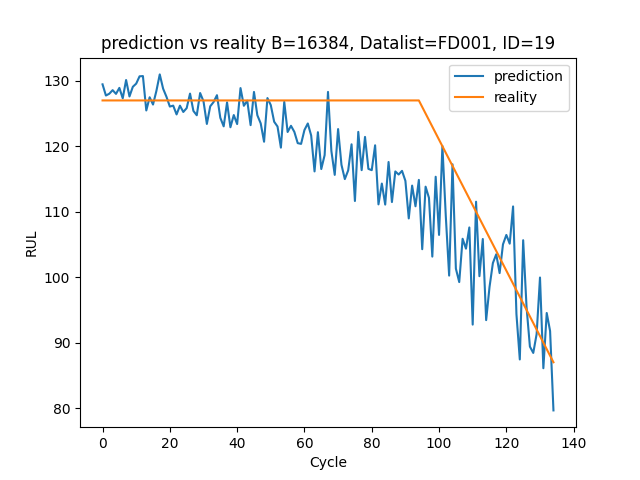 prediction vs reality B=16384, Datalist=FD001, ID=19
prediction
reality
130
120
110
100
90
80
RUL
0 20 40 60 80 100 120 140
Cycle